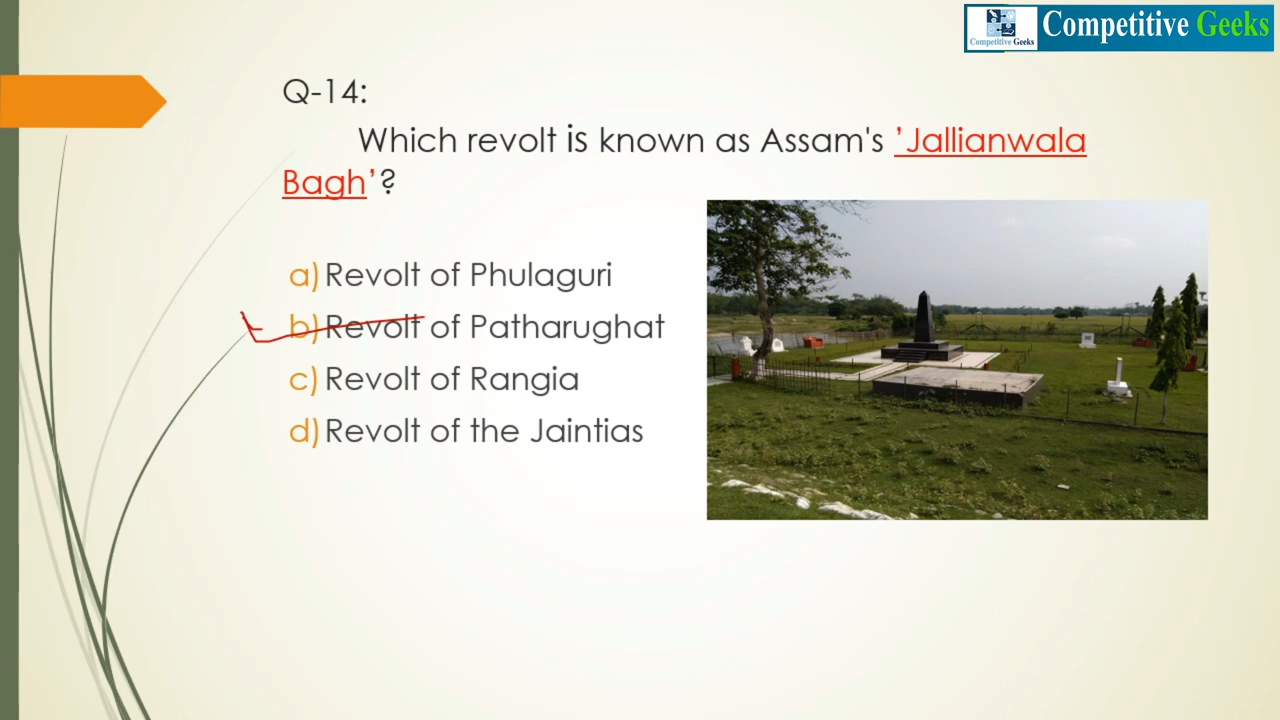 Competitive Geeks
Competitive Geeks
Q-14:
Which revolt is known as Assam's 'Jallianwala
Bagh'?
a) Revolt of Phulaguri
b) Revolt of Patharughat
c) Revolt of Rangia
d) Revolt of the Jaintias